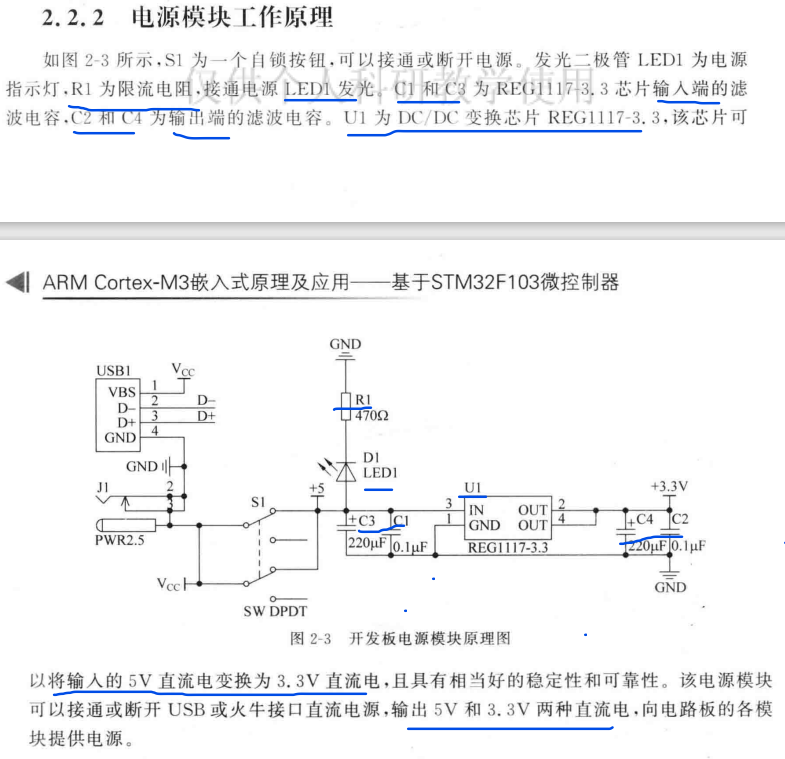 2.2.2 电源模块工作原理
如图 2-3 所示,S1 为一个自锁按钮,可以接通或断开电源。发光二极管 LED1 为电源
指示灯,R1 为限流电阻,接通电源 LED1 发光。C1 和 C3 为 REG1117-3.3 芯片输入端的滤
波电容,C2 和 C4 为输出端的滤波电容。U1 为 DC/DC 变换芯片 REG1117-3.3,该芯片可
仅供个人科研教学使用
ARM Cortex-M3嵌入式原理及应用——基于STM32F103微控制器
GND
USB1
VCC
VBS 1
D- 2 D-
D+ 3 D+
GND 4
R1
470Ω
GND
D1
LED1
J1
2
3
1
PWR2.5
S1
+5
U1
+3.3V
3 IN OUT 2
1 GND OUT 4
REG1117-3.3
+C3 C1
220μF 0.1μF
+C4 C2
220μF 0.1μF
VCC
GND
SW DPDT
图 2-3 开发板电源模块原理图
以将输入的 5V 直流电变换为 3.3V 直流电,且具有相当好的稳定性和可靠性。该电源模块
可以接通或断开 USB 或火牛接口直流电源,输出 5V 和 3.3V 两种直流电,向电路板的各模
块提供电源。